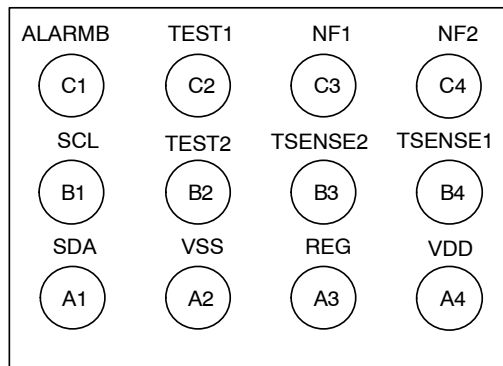 ALARMB TEST1 NF1 NF2
C1 C2 C3 C4
SCL TEST2 TSENSE2 TSENSE1
B1 B2 B3 B4
SDA VSS REG VDD
A1 A2 A3 A4